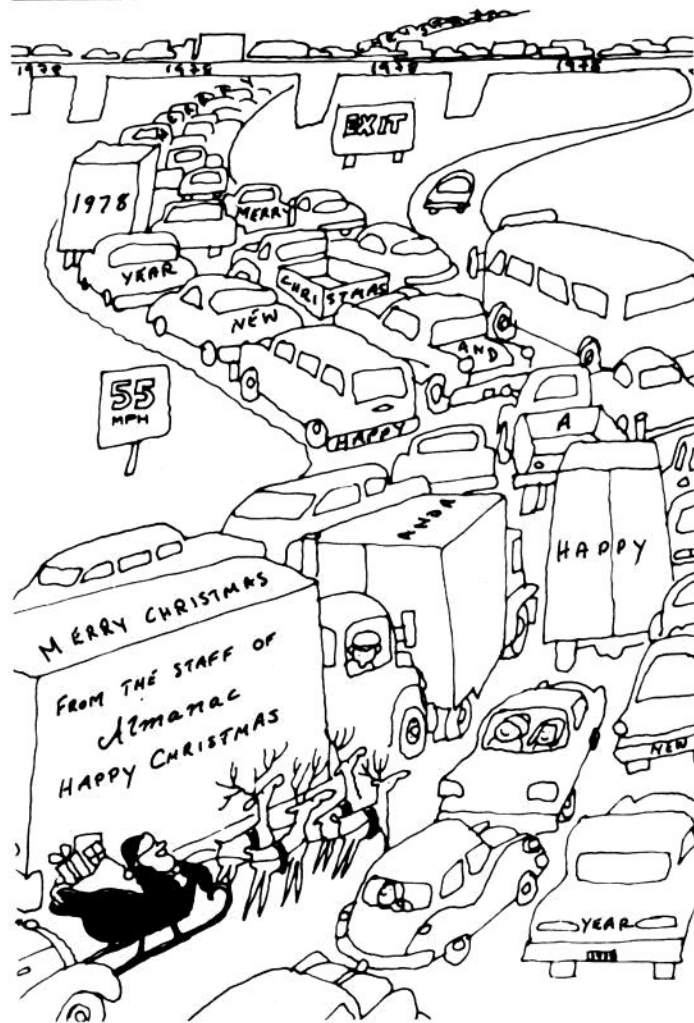 1978 1978 1978 1978
EXIT
1978
MERRY
YEAR
CHRISTMAS
NEW
AND
55
MPH
HAPPY
A
AND A
HAPPY
MERRY CHRISTMAS
FROM THE STAFF OF
Almanac
HAPPY CHRISTMAS
NEW
YEAR